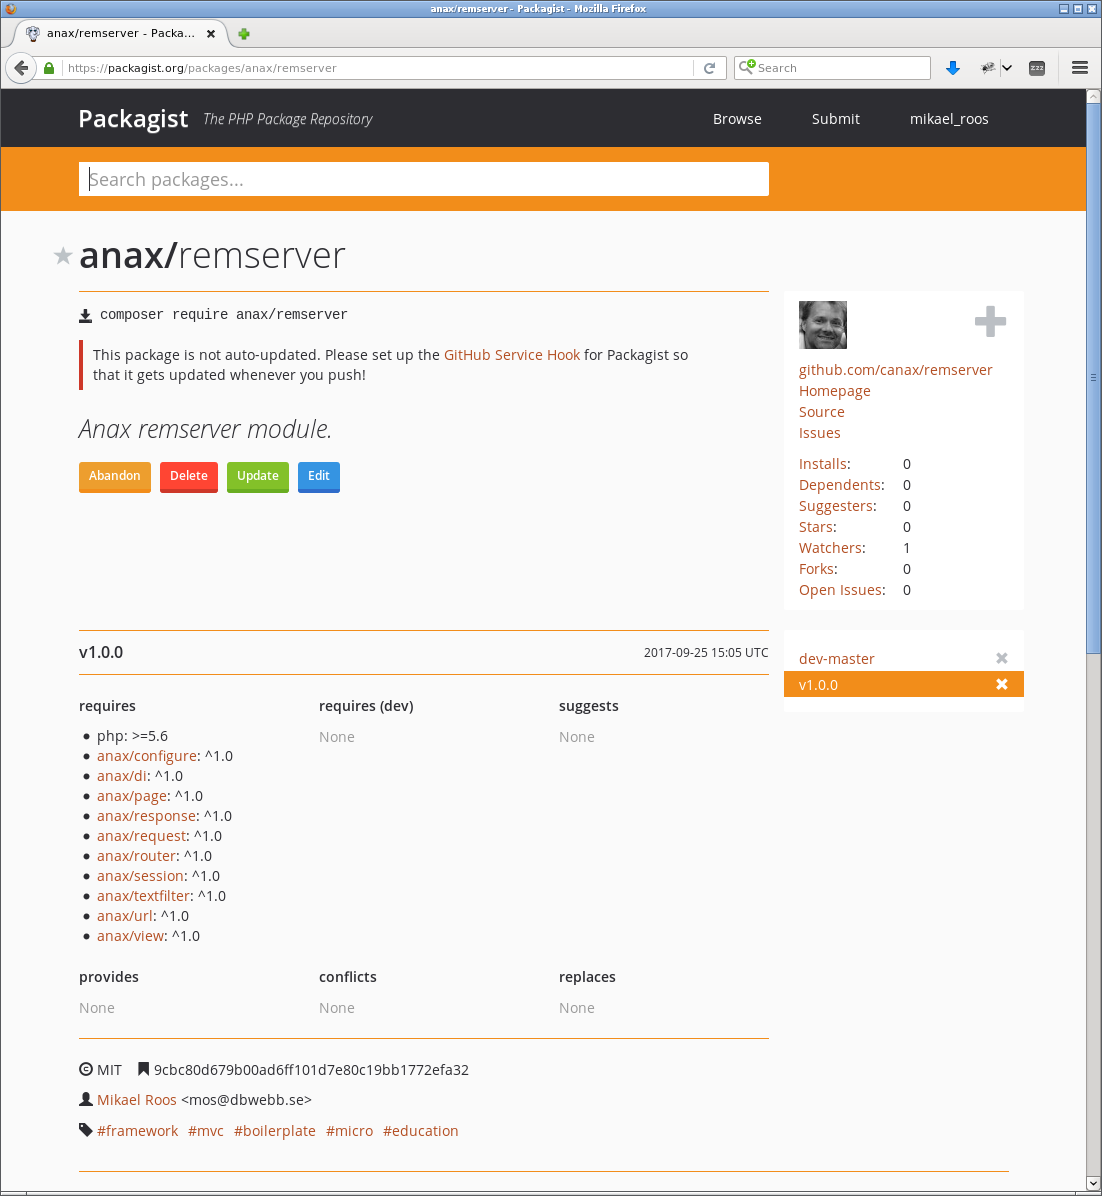 anax/remserver - Packagist - Mozilla Firefox
anax/remserver - Packa...
https://packagist.org/packages/anax/remserver
Search
zzz
Packagist The PHP Package Repository
Browse Submit mikael_roos
Search packages...
anax/remserver
composer require anax/remserver
This package is not auto-updated. Please set up the GitHub Service Hook for Packagist so
that it gets updated whenever you push!
Anax remserver module.
Abandon Delete Update Edit
github.com/canax/remserver
Homepage
Source
Issues
Installs: 0
Dependents: 0
Suggesters: 0
Stars: 0
Watchers: 1
Forks: 0
Open Issues: 0
v1.0.0 2017-09-25 15:05 UTC
dev-master
v1.0.0
requires
php: >=5.6
anax/configure: ^1.0
anax/di: ^1.0
anax/page: ^1.0
anax/response: ^1.0
anax/request: ^1.0
anax/router: ^1.0
anax/session: ^1.0
anax/textfilter: ^1.0
anax/url: ^1.0
anax/view: ^1.0
requires (dev)
None
suggests
None
provides
None
conflicts
None
replaces
None
MIT 9cbc80d679b00ad6ff101d7e80c19bb1772efa32
Mikael Roos <mos@dbwebb.se>
#framework #mvc #boilerplate #micro #education